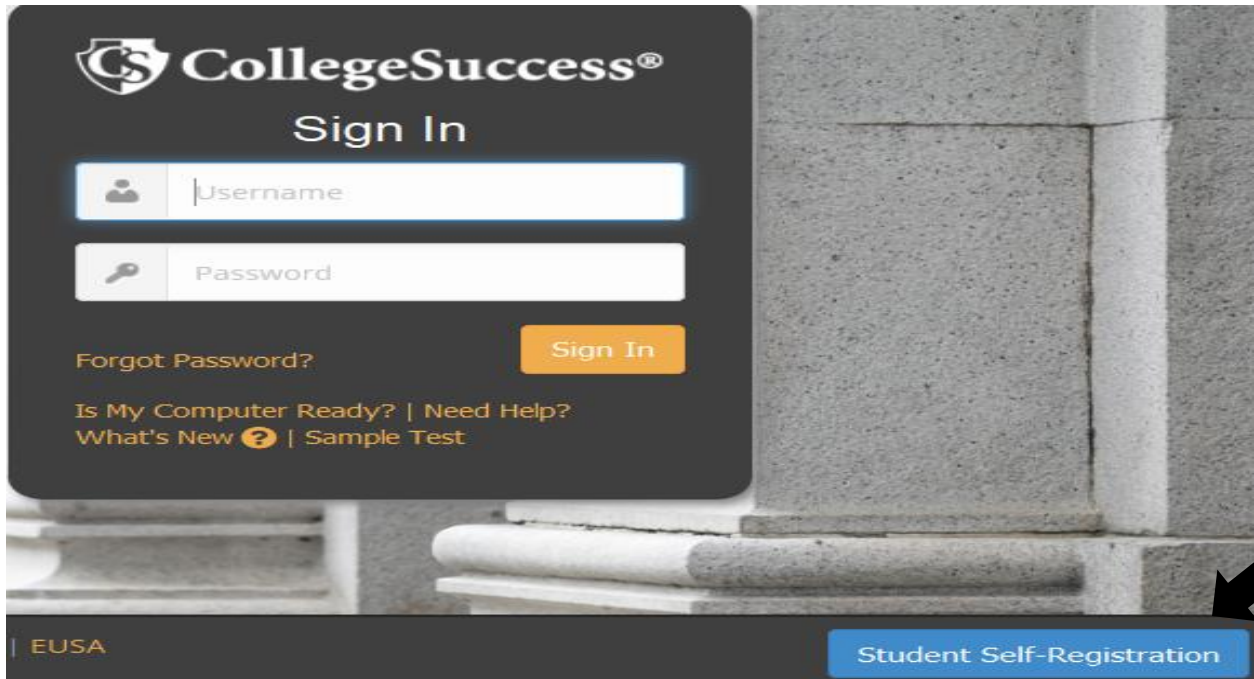 CS CollegeSuccess®
Sign In
Username
Password
Forgot Password? Sign In
Is My Computer Ready? | Need Help?
What's New ? | Sample Test
| EUSA Student Self-Registration